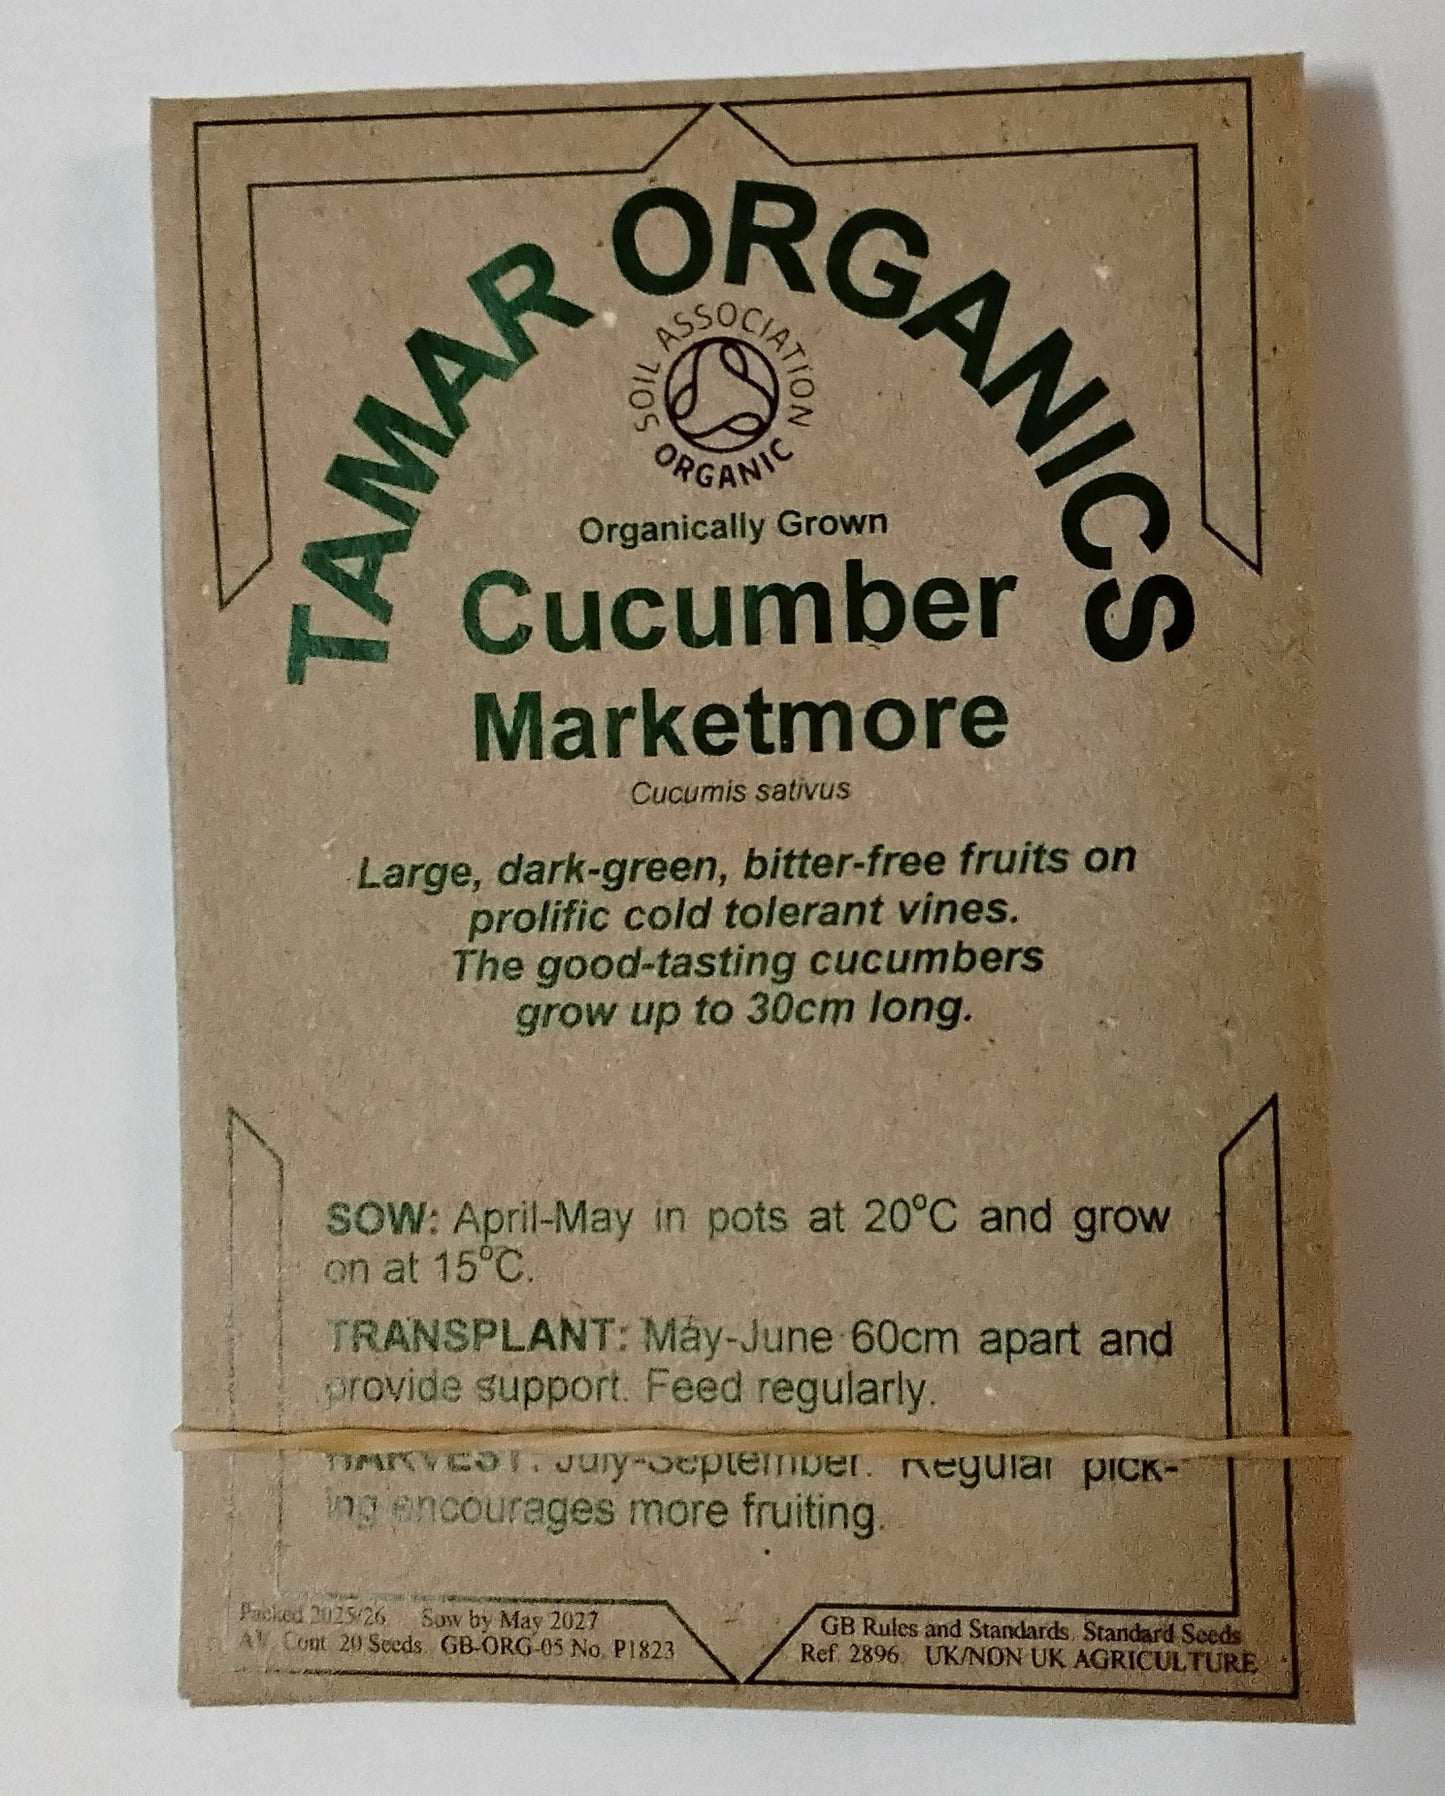 TAMAR ORGANICS
SOIL ASSOCIATION
ORGANIC
Organically Grown
Cucumber
Marketmore
Cucumis sativus
Large, dark-green, bitter-free fruits on
prolific cold tolerant vines.
The good-tasting cucumbers
grow up to 30cm long.
SOW: April-May in pots at 20°C and grow
on at 15°C.
TRANSPLANT: May-June 60cm apart and
provide support. Feed regularly.
HARVEST: July-September. Regular pick-
ing encourages more fruiting.
Packed 2025/26 Sow by May 2027
AV. Cont. 20 Seeds. GB-ORG-05 No. P1823
GB Rules and Standards. Standard Seeds
Ref. 2896. UK/NON UK AGRICULTURE